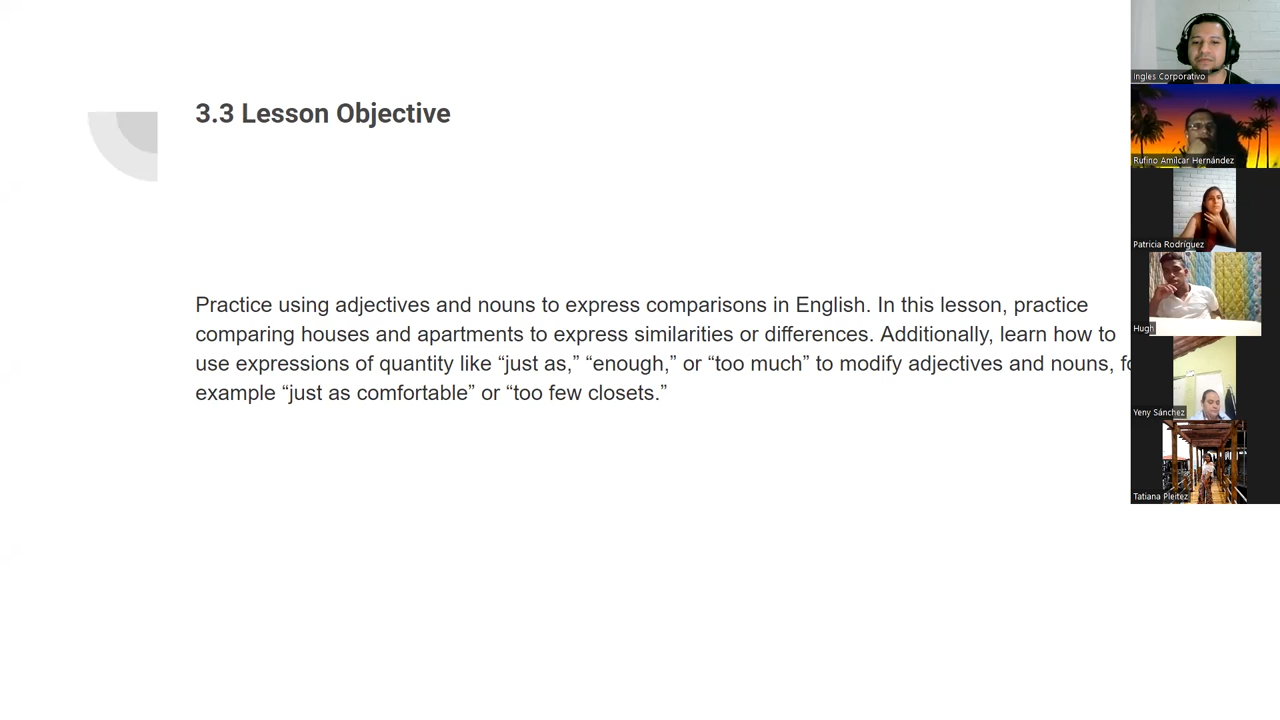 3.3 Lesson Objective
Practice using adjectives and nouns to express comparisons in English. In this lesson, practice
comparing houses and apartments to express similarities or differences. Additionally, learn how to
use expressions of quantity like “just as,” “enough,” or “too much” to modify adjectives and nouns,
example “just as comfortable” or “too few closets.”
Ingles Corporativo
Rufino Amílcar Hernández
Patricia Rodríguez
Hugh
Yeny Sánchez
Tatiana Pleitez